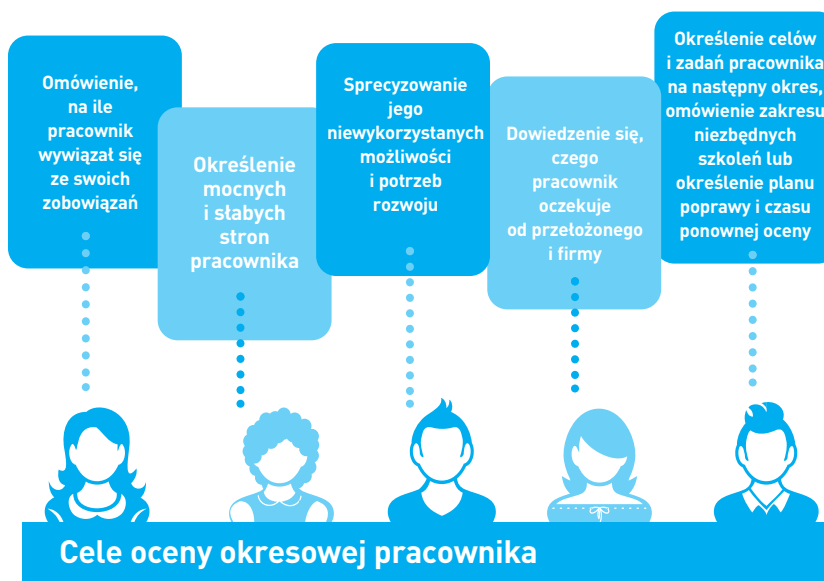 Omówienie,
na ile
pracownik
wywiązał się
ze swoich
zobowiązań
Określenie
mocnych
i słabych
stron
pracownika
Sprecyzowanie
jego
niewykorzystanych
możliwości
i potrzeb
rozwoju
Dowiedzenie się,
czego
pracownik
oczekuje
od przełożonego
i firmy
Określenie celów
i zadań pracownika
na następny okres,
omówienie zakresu
niezbędnych
szkoleń lub
określenie planu
poprawy i czasu
ponownej oceny
Cele oceny okresowej pracownika